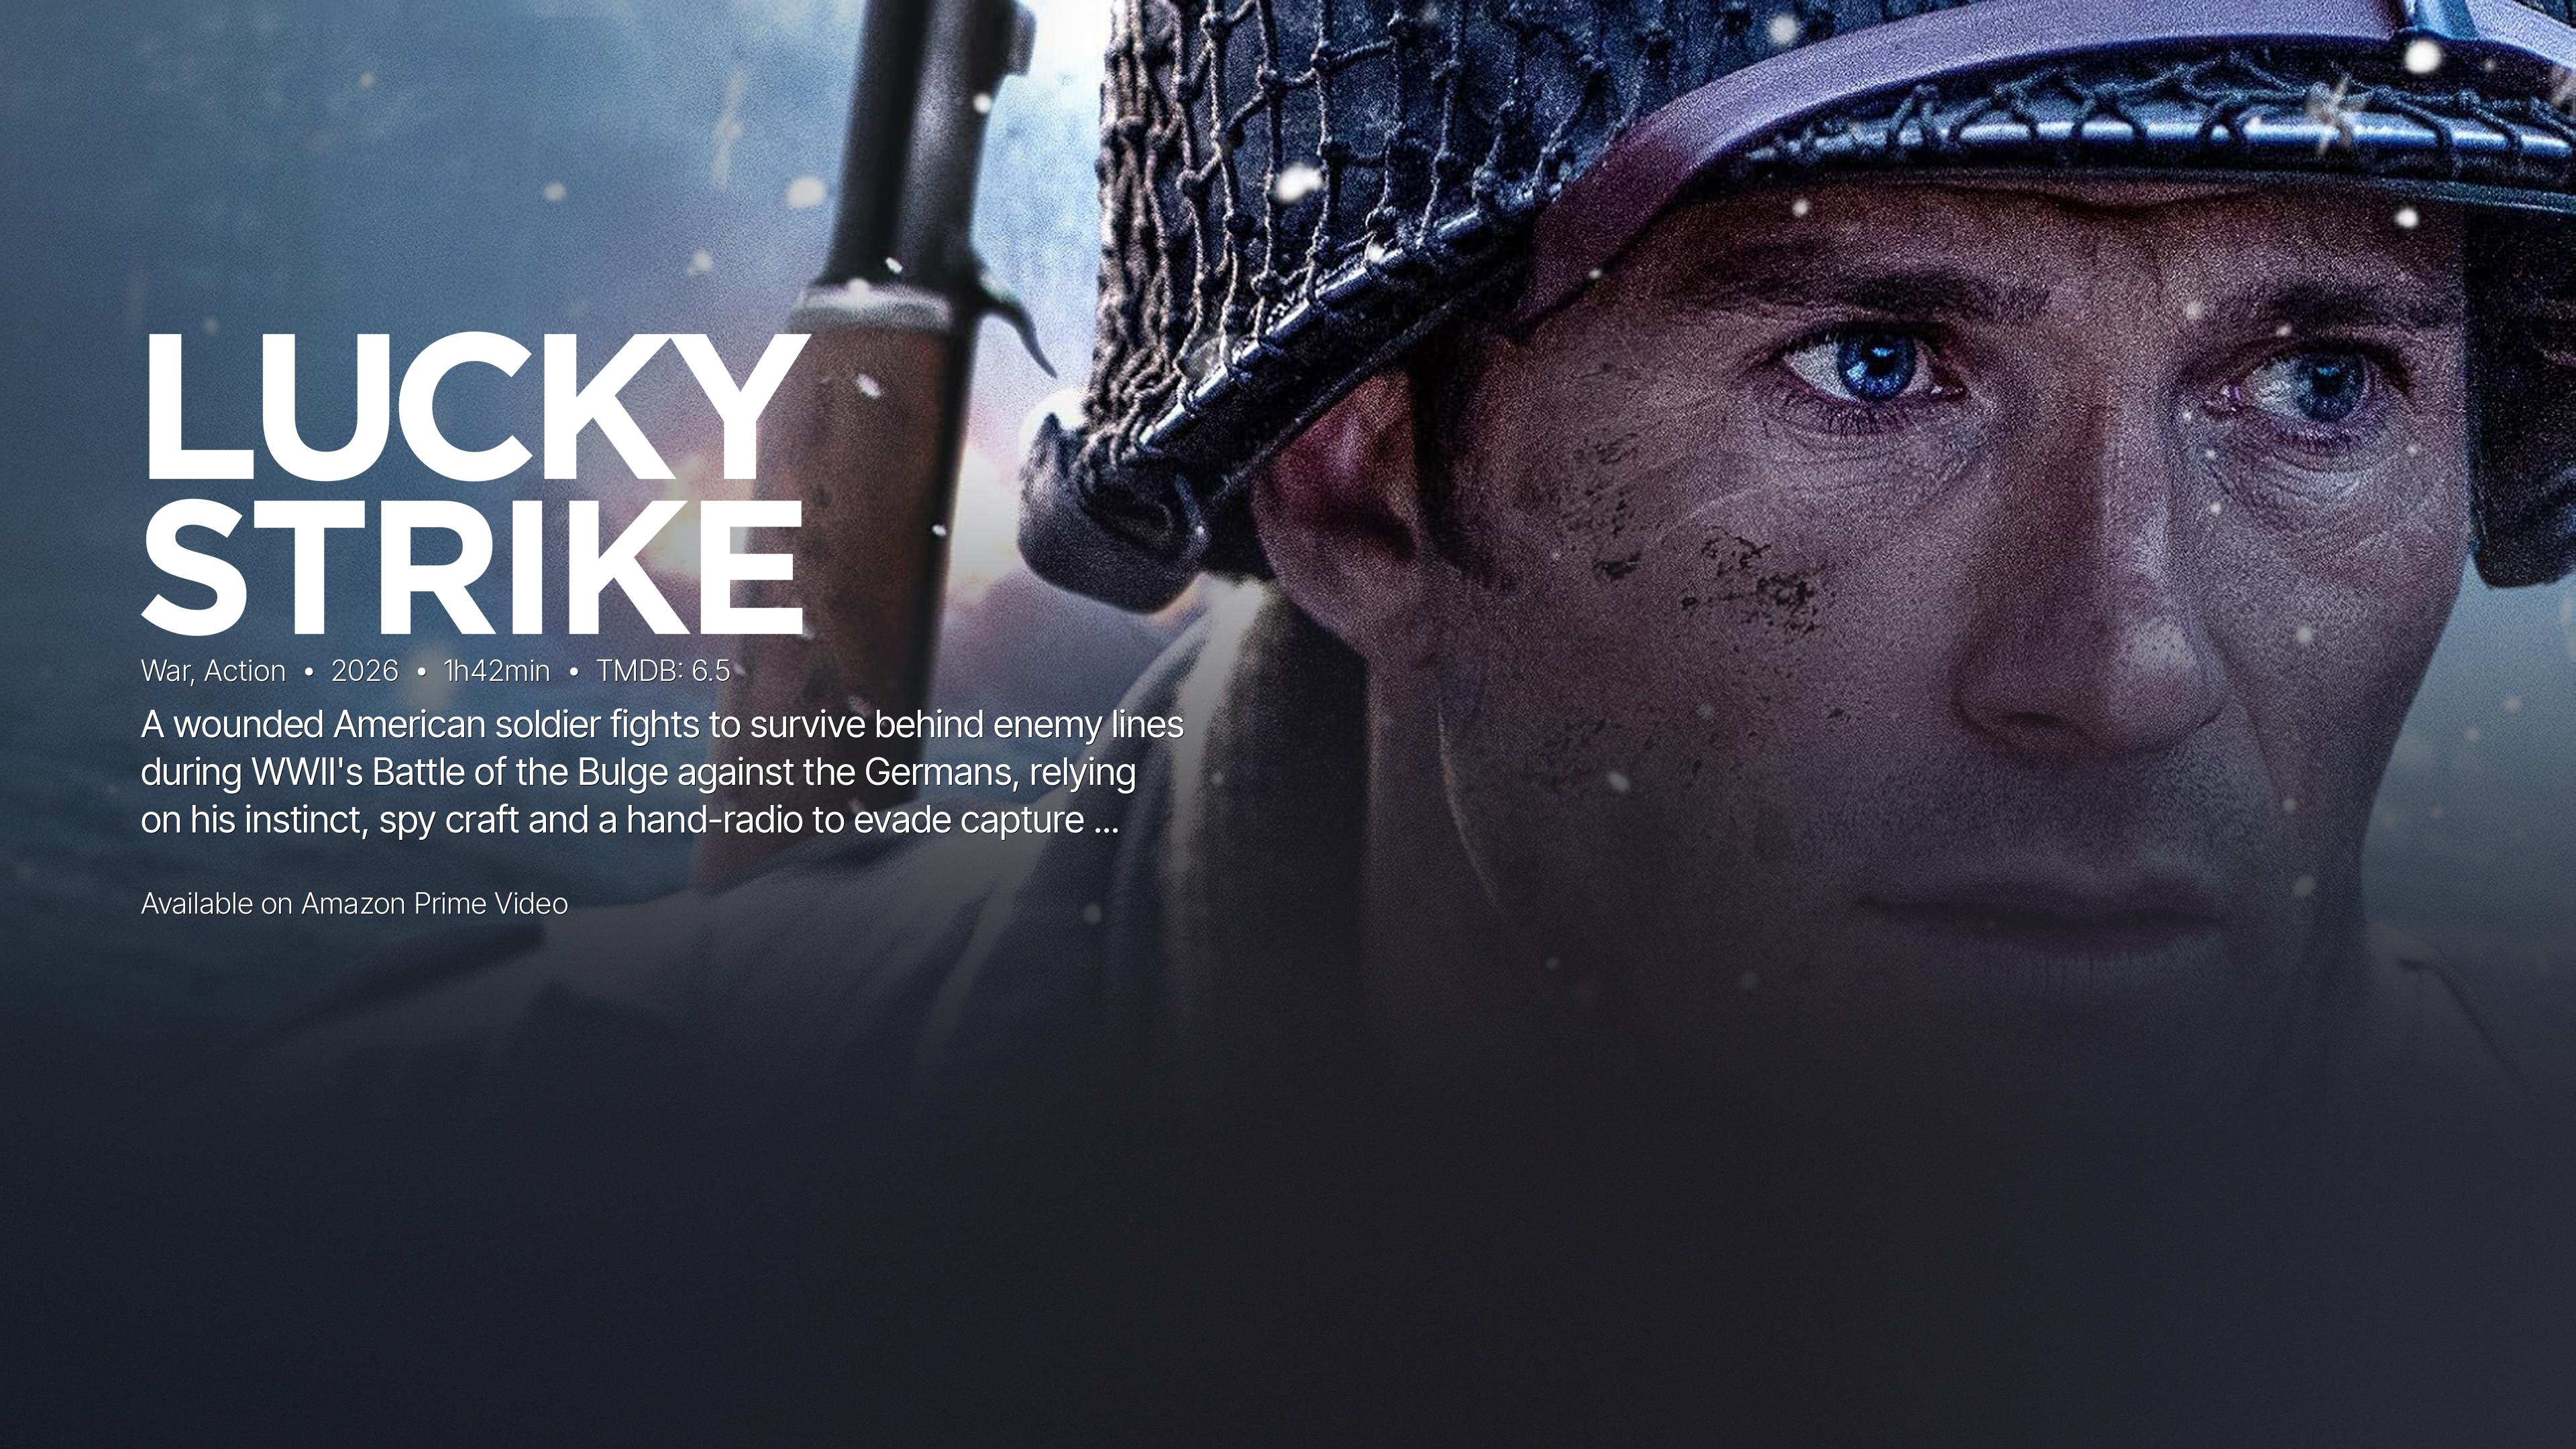 LUCKY
STRIKE
War, Action • 2026 • 1h42min • TMDB: 6.5
A wounded American soldier fights to survive behind enemy lines
during WWII's Battle of the Bulge against the Germans, relying
on his instinct, spy craft and a hand-radio to evade capture ...
Available on Amazon Prime Video